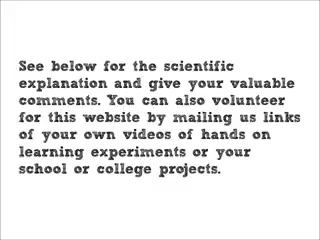 See below for the scientific
explanation and give your valuable
comments. You can also volunteer
for this website by mailing us links
of your own videos of hands on
learning experiments or your
school or college projects.